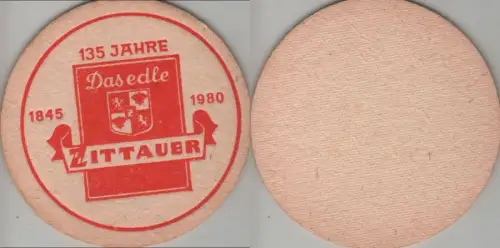 135 JAHRE
Das edle
1845 1980
ZITTAUER